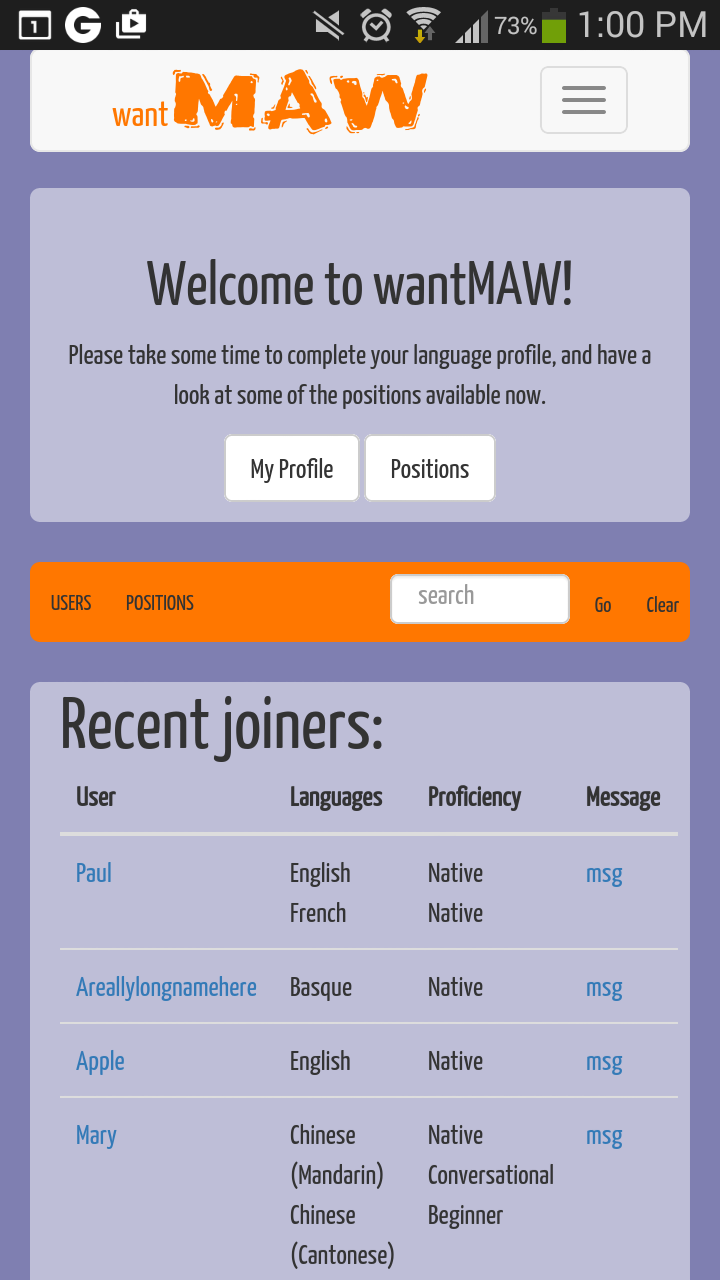 1 G 73% 1:00 PM
want MAW
Welcome to wantMAW!
Please take some time to complete your language profile, and have a
look at some of the positions available now.
My Profile Positions
USERS POSITIONS search Go Clear
Recent joiners:
User Languages Proficiency Message
Paul English Native msg
French Native
Areallylongnamehere Basque Native msg
Apple English Native msg
Mary Chinese Native msg
(Mandarin) Conversational
Chinese Beginner
(Cantonese)